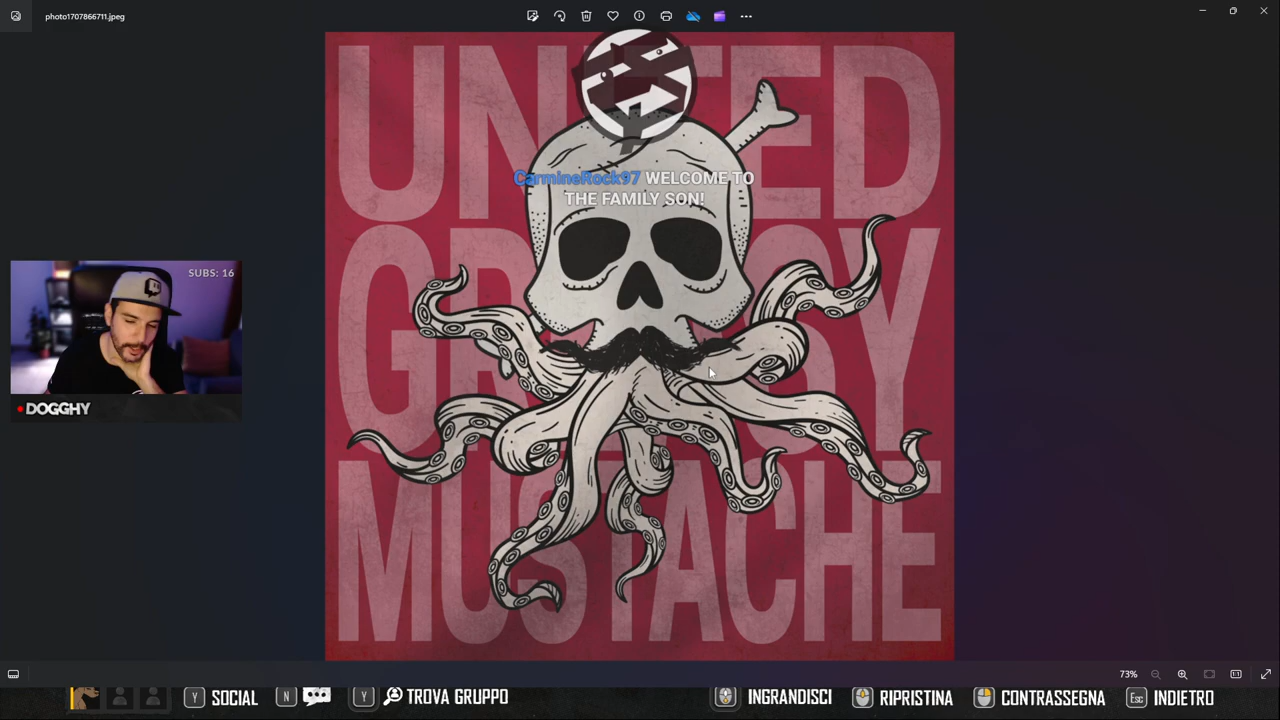 photo1707866711.jpeg
UNITED
CarmineRock97 WELCOME TO
THE FAMILY SON!
GREASY
SUBS: 16
DOGGHY
MUSTACHE
73%
Y SOCIAL N Y TROVA GRUPPO INGRANDISCI RIPRISTINA CONTRASSEGNA Esc INDIETRO